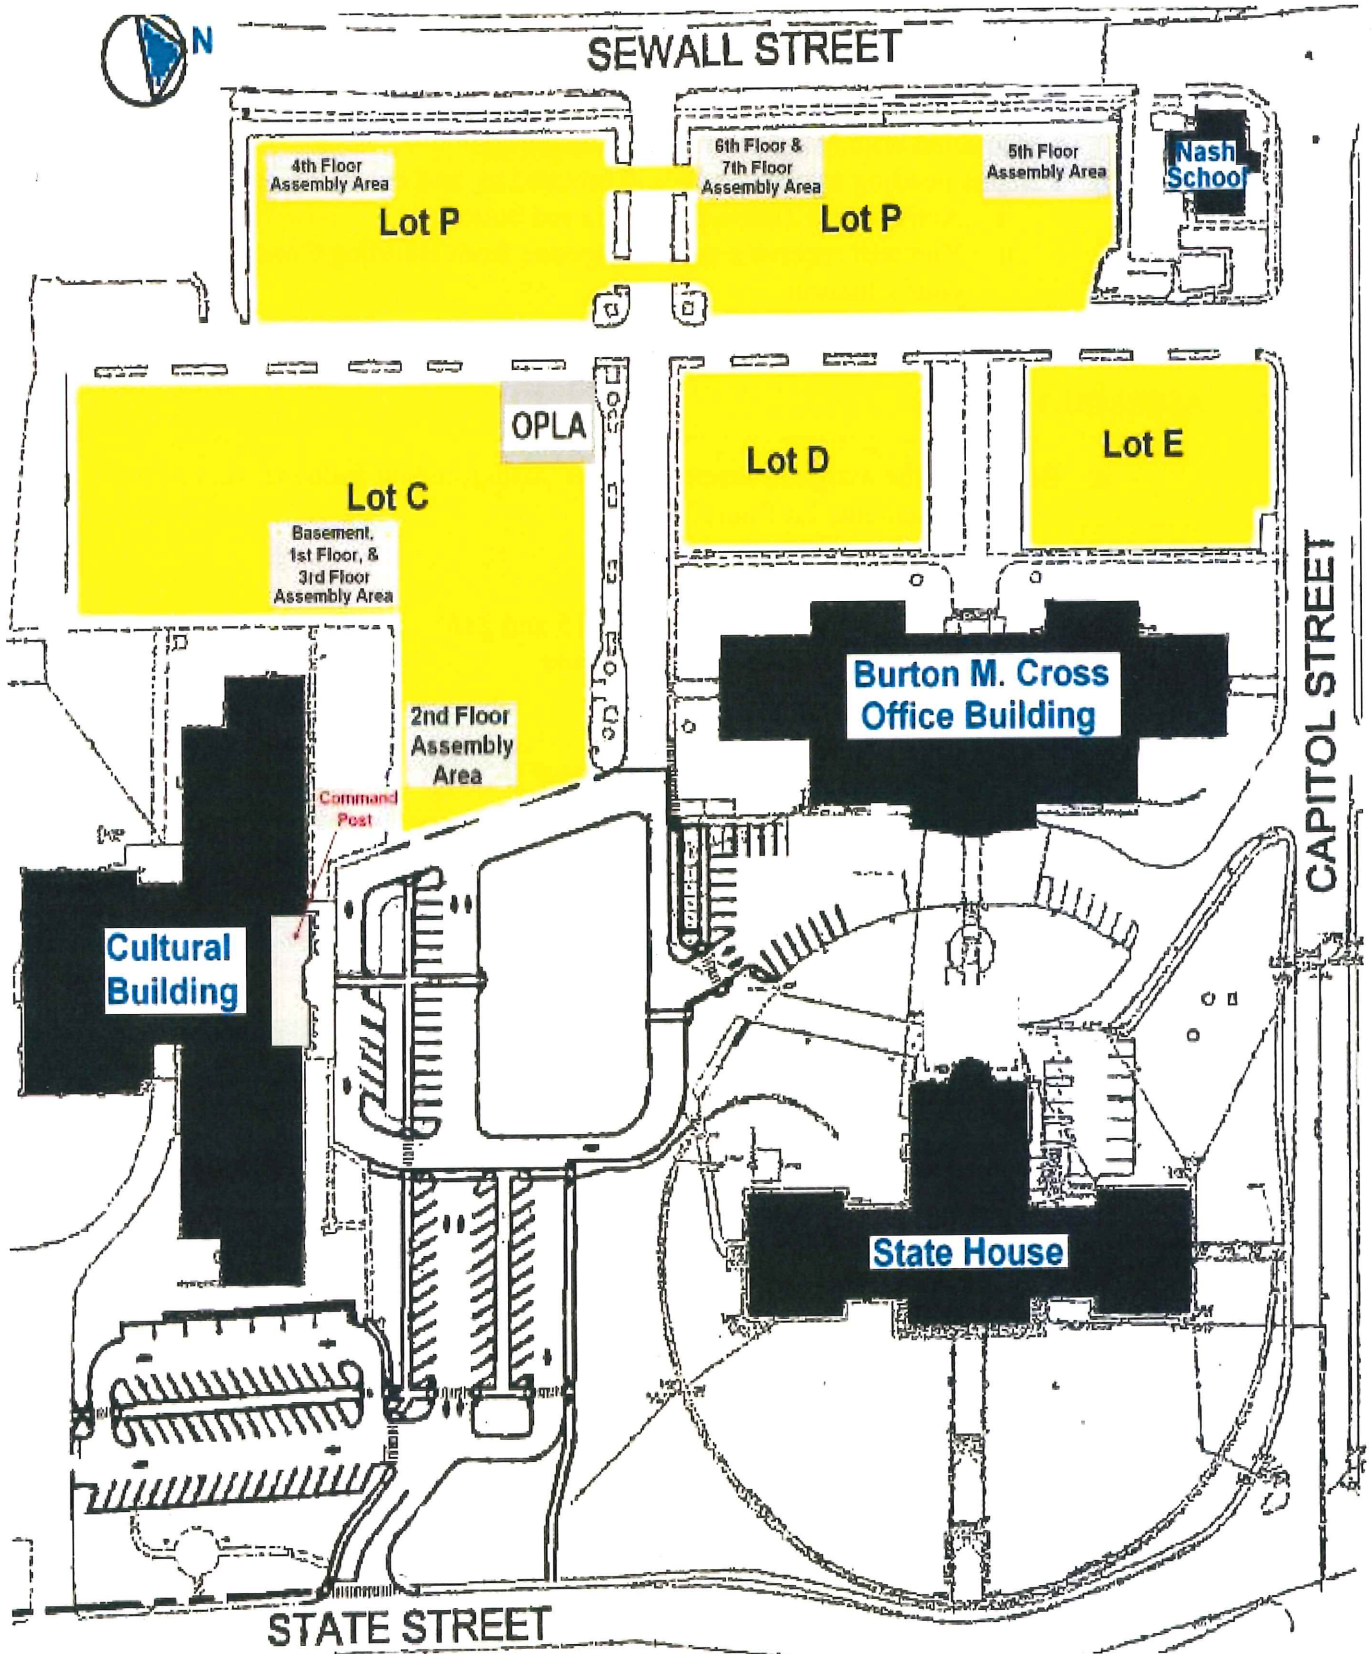 N
SEWALL STREET
4th Floor
Assembly Area
Lot P
6th Floor &
7th Floor
Assembly Area
Lot P
5th Floor
Assembly Area
Nash
School
OPLA
Lot C
Basement,
1st Floor, &
3rd Floor
Assembly Area
Lot D
Lot E
2nd Floor
Assembly
Area
Command
Post
Burton M. Cross
Office Building
CAPITOL STREET
Cultural
Building
State House
STATE STREET